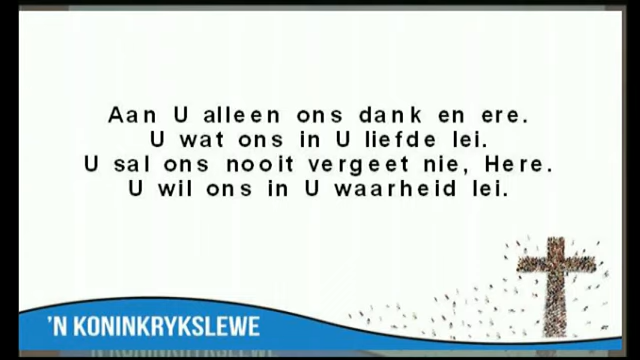 Aan U alleen ons dank en ere.
U wat ons in U liefde lei.
U sal ons nooit vergeet nie, Here.
U wil ons in U waarheid lei.
'N KONINKRYKSLEWE
'N KONINKRYKSLEWE